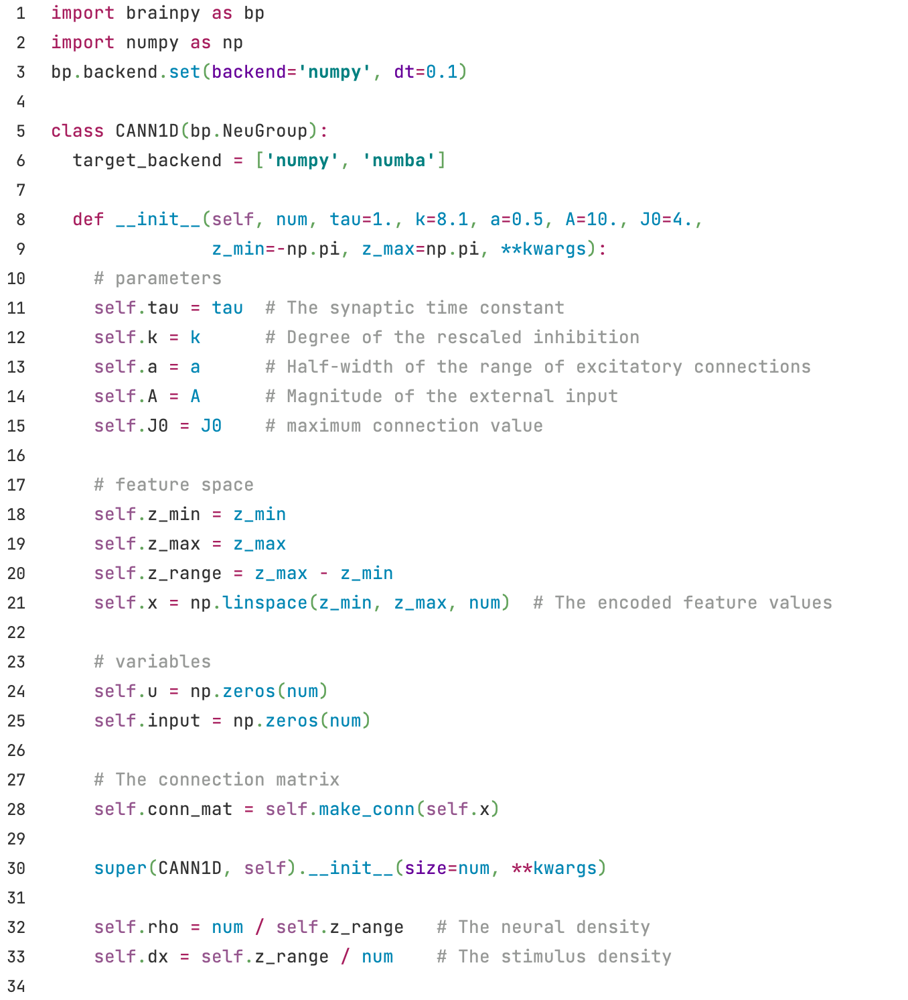 1 import brainpy as bp
2 import numpy as np
3 bp.backend.set(backend='numpy', dt=0.1)
4
5 class CANN1D(bp.NeuGroup):
6   target_backend = ['numpy', 'numba']
7
8   def __init__(self, num, tau=1., k=8.1, a=0.5, A=10., J0=4.,
9                z_min=-np.pi, z_max=np.pi, **kwargs):
10     # parameters
11     self.tau = tau  # The synaptic time constant
12     self.k = k      # Degree of the rescaled inhibition
13     self.a = a      # Half-width of the range of excitatory connections
14     self.A = A      # Magnitude of the external input
15     self.J0 = J0    # maximum connection value
16
17     # feature space
18     self.z_min = z_min
19     self.z_max = z_max
20     self.z_range = z_max - z_min
21     self.x = np.linspace(z_min, z_max, num)  # The encoded feature values
22
23     # variables
24     self.u = np.zeros(num)
25     self.input = np.zeros(num)
26
27     # The connection matrix
28     self.conn_mat = self.make_conn(self.x)
29
30     super(CANN1D, self).__init__(size=num, **kwargs)
31
32     self.rho = num / self.z_range   # The neural density
33     self.dx = self.z_range / num    # The stimulus density
34